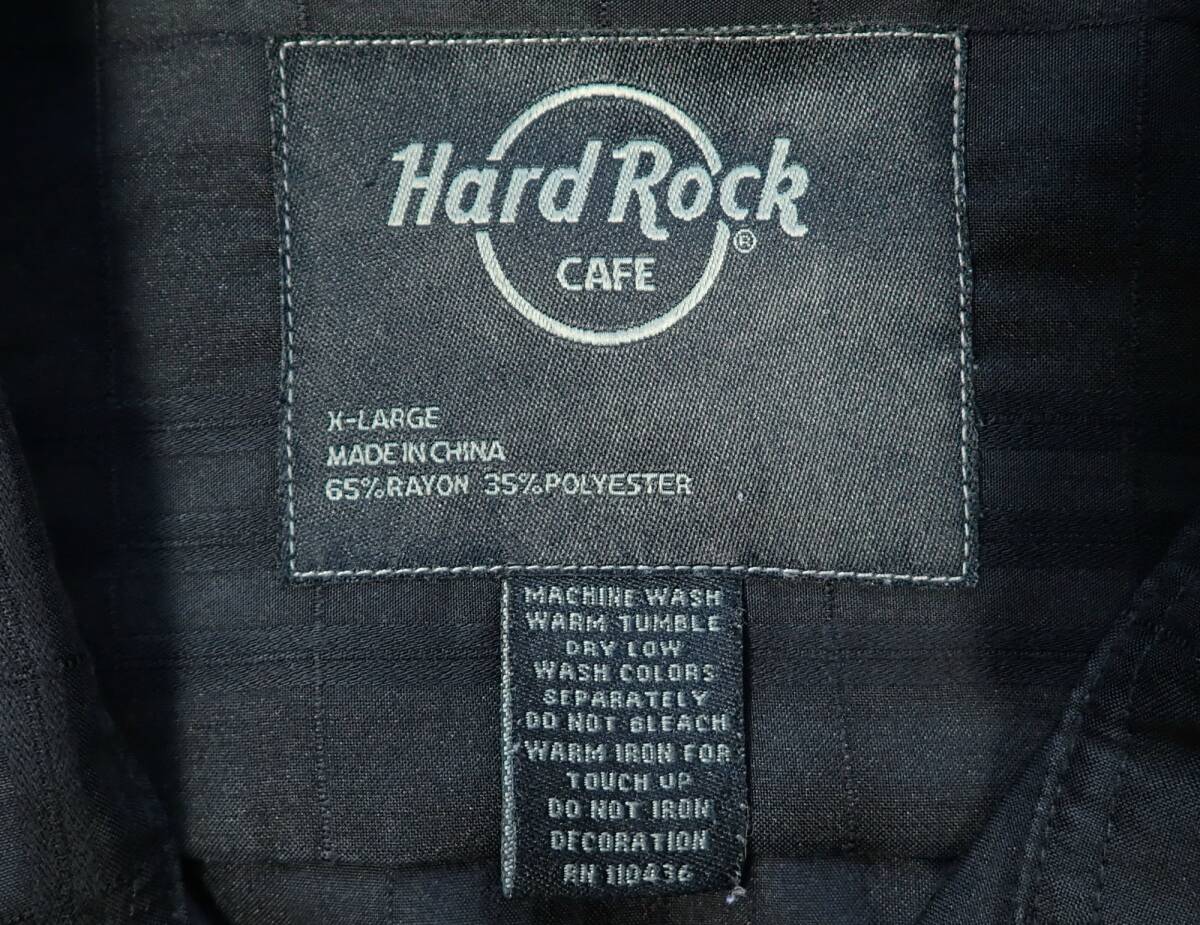 Hard Rock
®
CAFE
X-LARGE
MADE IN CHINA
65% RAYON 35% POLYESTER
MACHINE WASH
WARM TUMBLE
DRY LOW
WASH COLORS
SEPARATELY
DO NOT BLEACH
WARM IRON FOR
TOUCH UP
DO NOT IRON
DECORATION
RN 110436